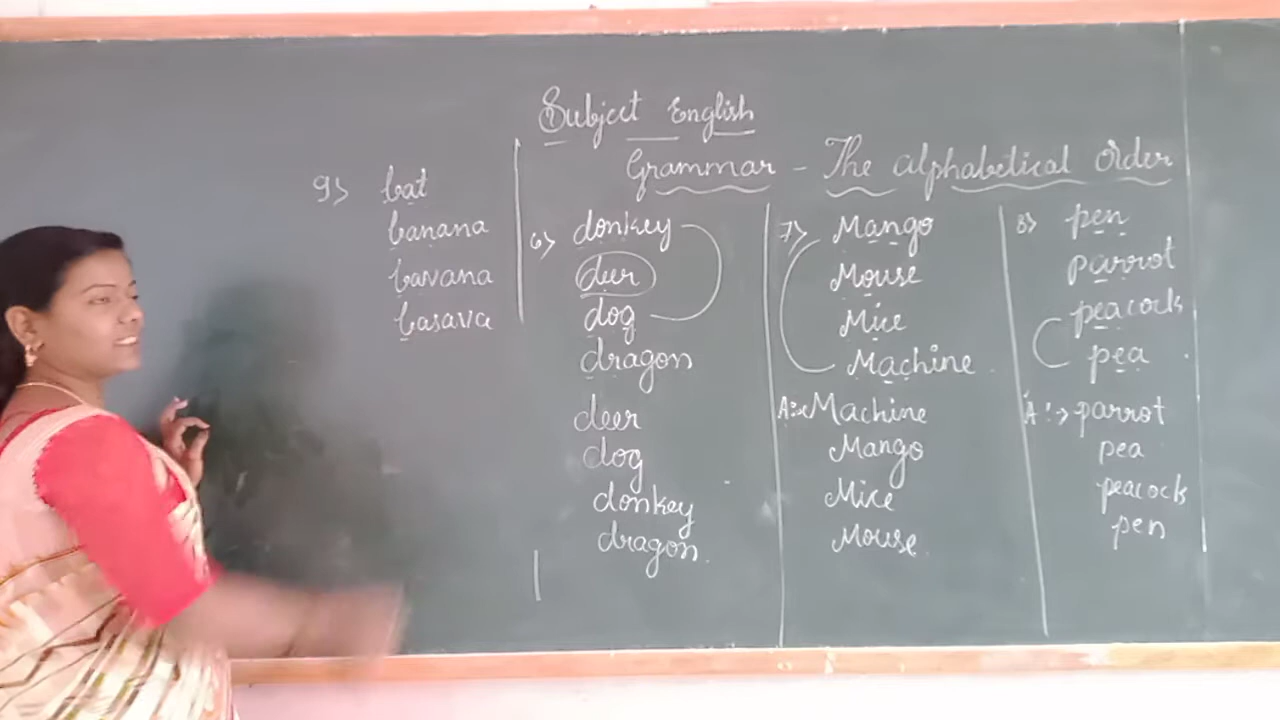 Subject English
Grammar - The alphabetical Order
9> bat
banana
bavana
basava
6> donkey
deer
dog
dragon
deer
dog
donkey
dragon.
7> Mango
Mouse
Mice
Machine
A:- Machine
Mango
Mice
Mouse.
8> pen
parrot
peacock
pea
A:-> parrot
pea
peacock
pen